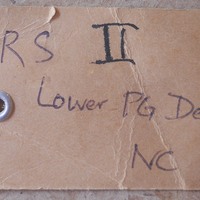 RS II
Lower PG De
NC